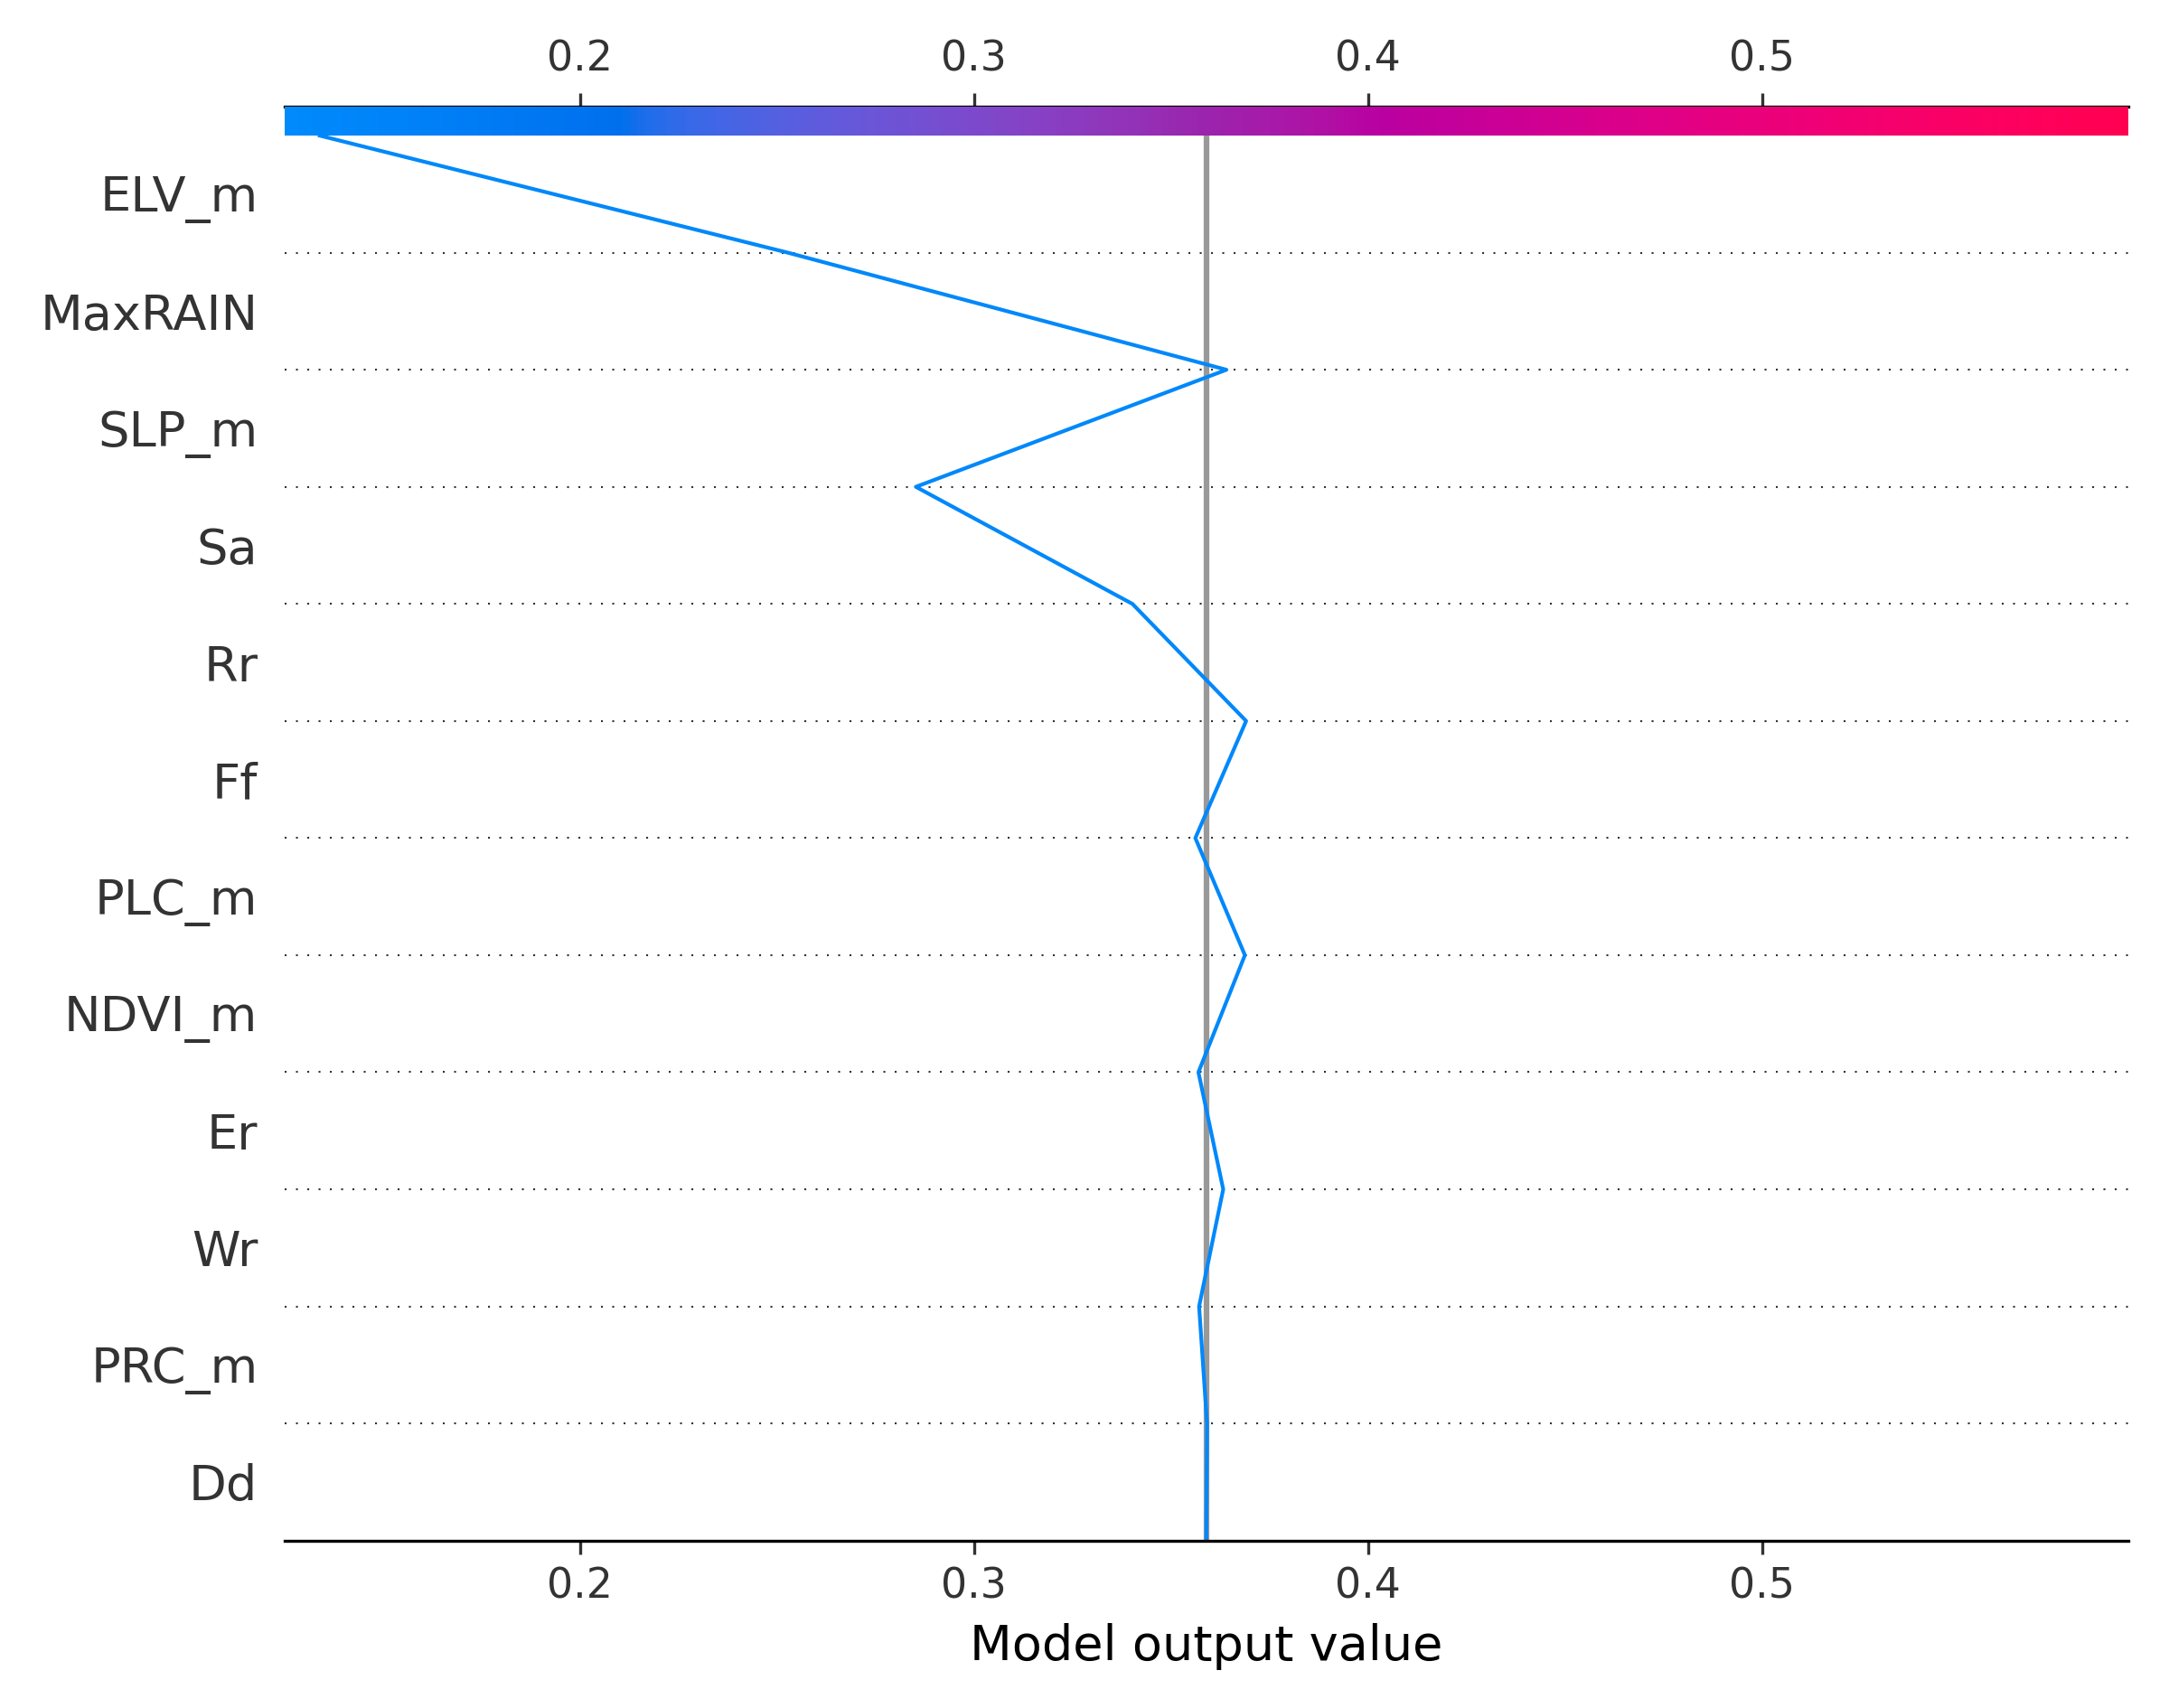 0.2 0.3 0.4 0.5
ELV_m
MaxRAIN
SLP_m
Sa
Rr
Ff
PLC_m
NDVI_m
Er
Wr
PRC_m
Dd
0.2 0.3 0.4 0.5
Model output value